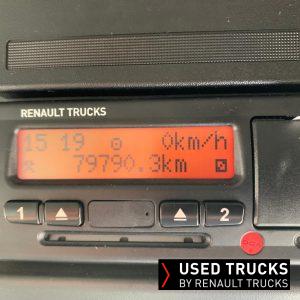 RENAULT TRUCKS
15 19 0km/h
79790.3km
1 2
USED TRUCKS
BY RENAULT TRUCKS